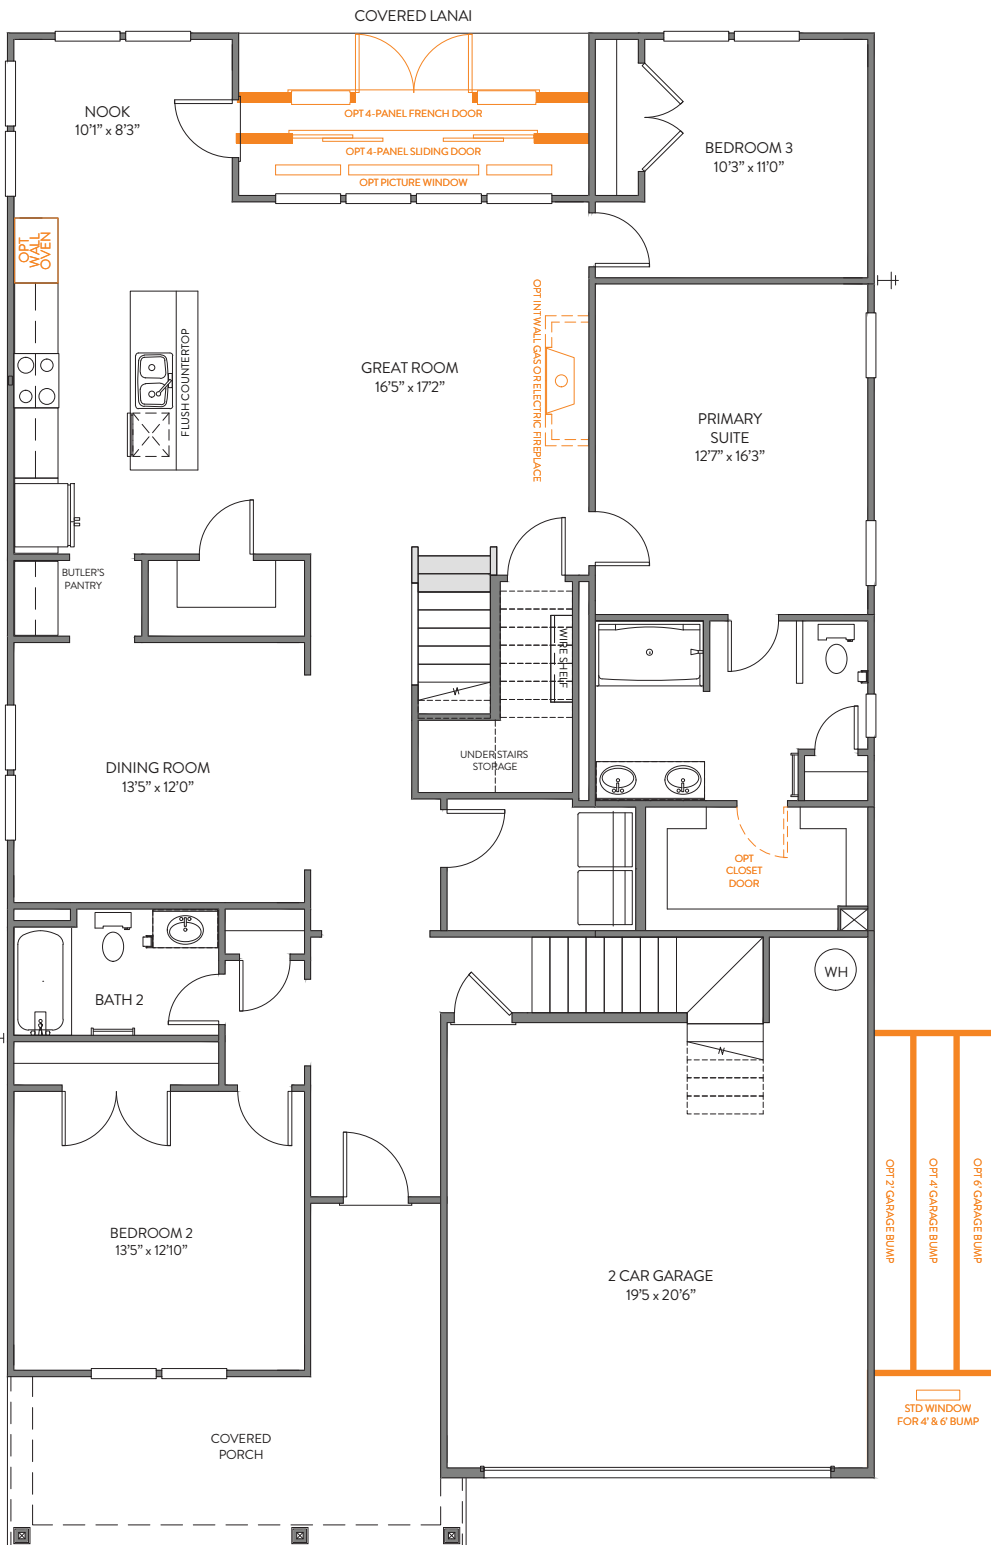 COVERED LANAI
NOOK
10'1" x 8'3"
OPT 4-PANEL FRENCH DOOR
OPT 4-PANEL SLIDING DOOR
OPT PICTURE WINDOW
BEDROOM 3
10'3" x 11'0"
OPT
WALL
OVEN
FLUSH COUNTERTOP
GREAT ROOM
16'5" x 17'2"
OPT INT WALL GAS OR ELECTRIC FIREPLACE
PRIMARY
SUITE
12'7" x 16'3"
BUTLER'S
PANTRY
WIRE SHELF
N
UNDER STAIRS
STORAGE
DINING ROOM
13'5" x 12'0"
OPT
CLOSET
DOOR
BATH 2
WH
N
BEDROOM 2
13'5" x 12'10"
2 CAR GARAGE
19'5 x 20'6"
OPT 2' GARAGE BUMP
OPT 4' GARAGE BUMP
OPT 6' GARAGE BUMP
STD WINDOW
FOR 4' & 6' BUMP
COVERED
PORCH